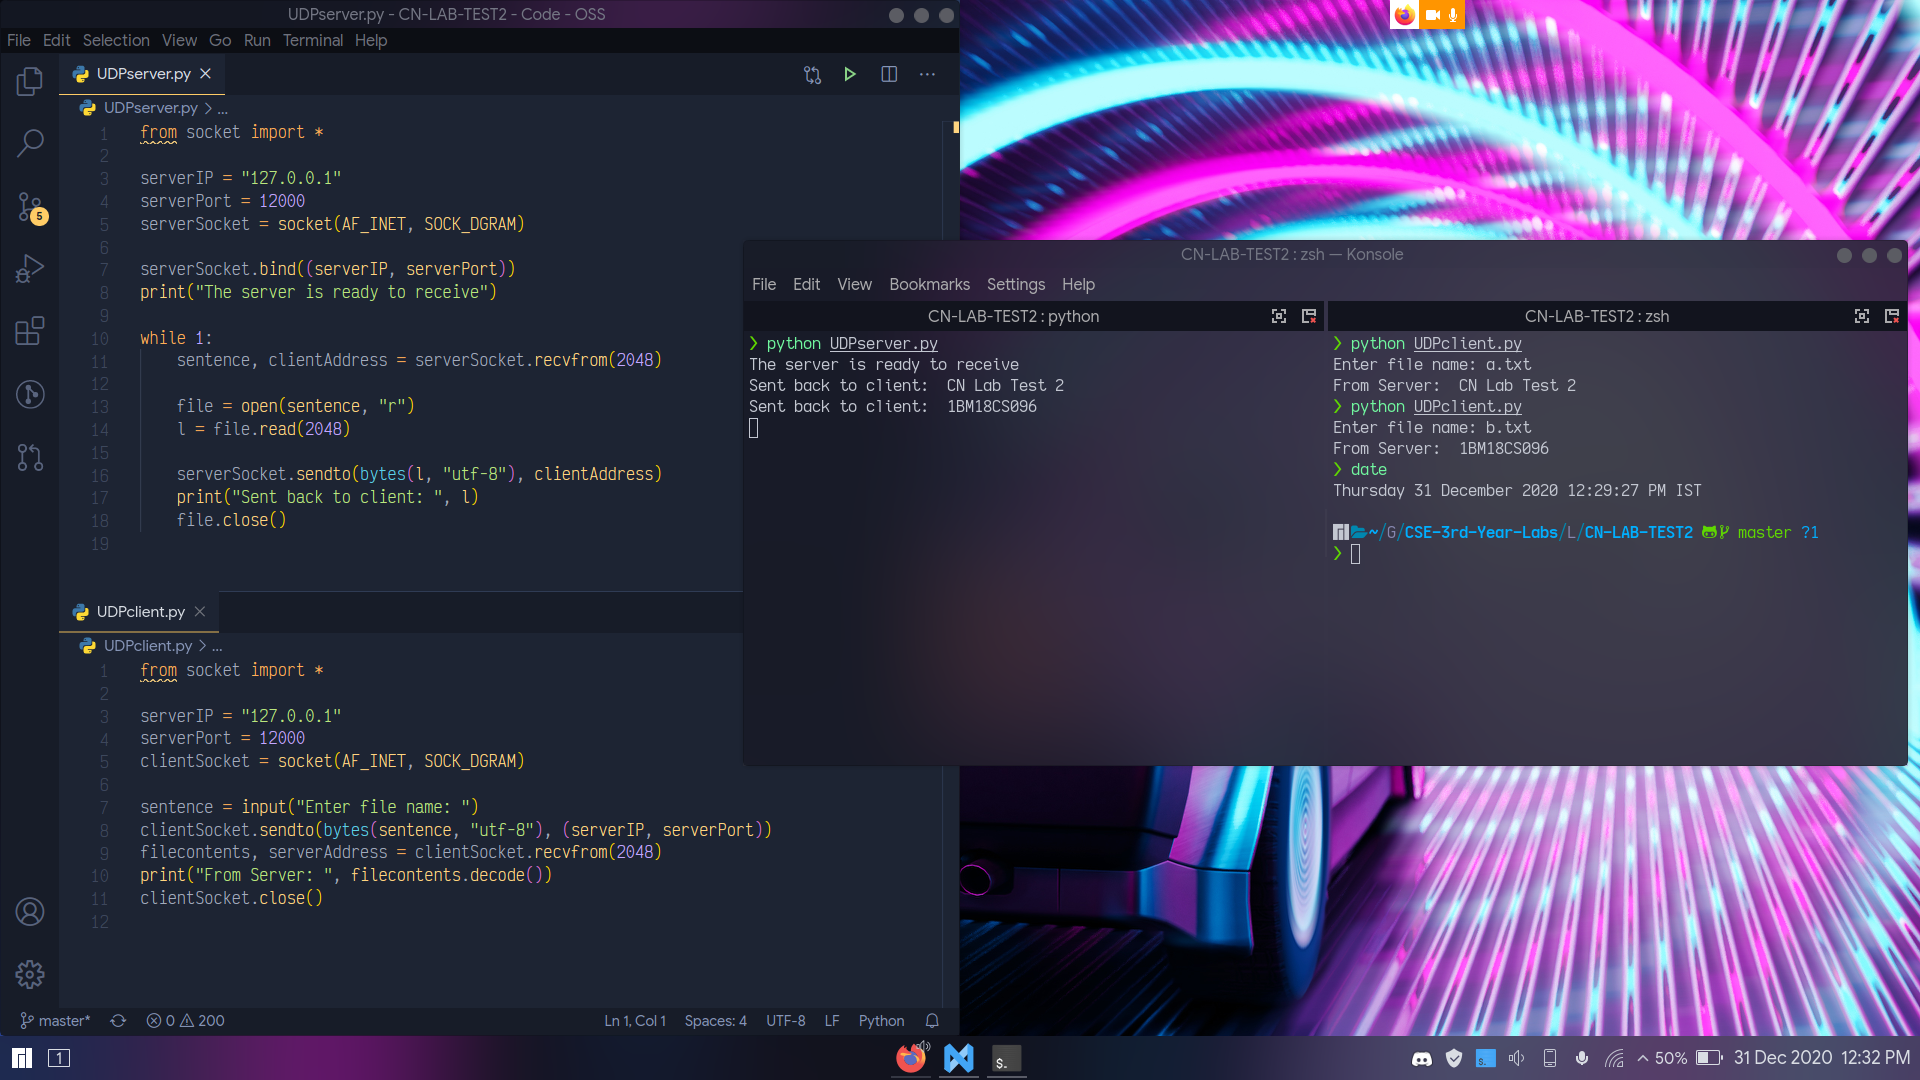 UDPserver.py - CN-LAB-TEST2 - Code - OSS
File Edit Selection View Go Run Terminal Help
UDPserver.py
UDPserver.py > ...
1 from socket import *
2
3 serverIP = "127.0.0.1"
4 serverPort = 12000
5 serverSocket = socket(AF_INET, SOCK_DGRAM)
6
7 serverSocket.bind((serverIP, serverPort))
8 print("The server is ready to receive")
9
10 while 1:
11     sentence, clientAddress = serverSocket.recvfrom(2048)
12
13     file = open(sentence, "r")
14     l = file.read(2048)
15
16     serverSocket.sendto(bytes(l, "utf-8"), clientAddress)
17     print("Sent back to client: ", l)
18     file.close()
19
5
UDPclient.py
UDPclient.py > ...
1 from socket import *
2
3 serverIP = "127.0.0.1"
4 serverPort = 12000
5 clientSocket = socket(AF_INET, SOCK_DGRAM)
6
7 sentence = input("Enter file name: ")
8 clientSocket.sendto(bytes(sentence, "utf-8"), (serverIP, serverPort))
9 filecontents, serverAddress = clientSocket.recvfrom(2048)
10 print("From Server: ", filecontents.decode())
11 clientSocket.close()
12
master* 0 200 Ln 1, Col 1 Spaces: 4 UTF-8 LF Python
CN-LAB-TEST2 : zsh — Konsole
File Edit View Bookmarks Settings Help
CN-LAB-TEST2 : python
❯ python UDPserver.py
The server is ready to receive
Sent back to client:  CN Lab Test 2
Sent back to client:  1BM18CS096
CN-LAB-TEST2 : zsh
❯ python UDPclient.py
Enter file name: a.txt
From Server:  CN Lab Test 2
❯ python UDPclient.py
Enter file name: b.txt
From Server:  1BM18CS096
❯ date
Thursday 31 December 2020 12:29:27 PM IST
~/G/CSE-3rd-Year-Labs/L/CN-LAB-TEST2 master ?1
❯
1 $_ 50% 31 Dec 2020 12:32 PM